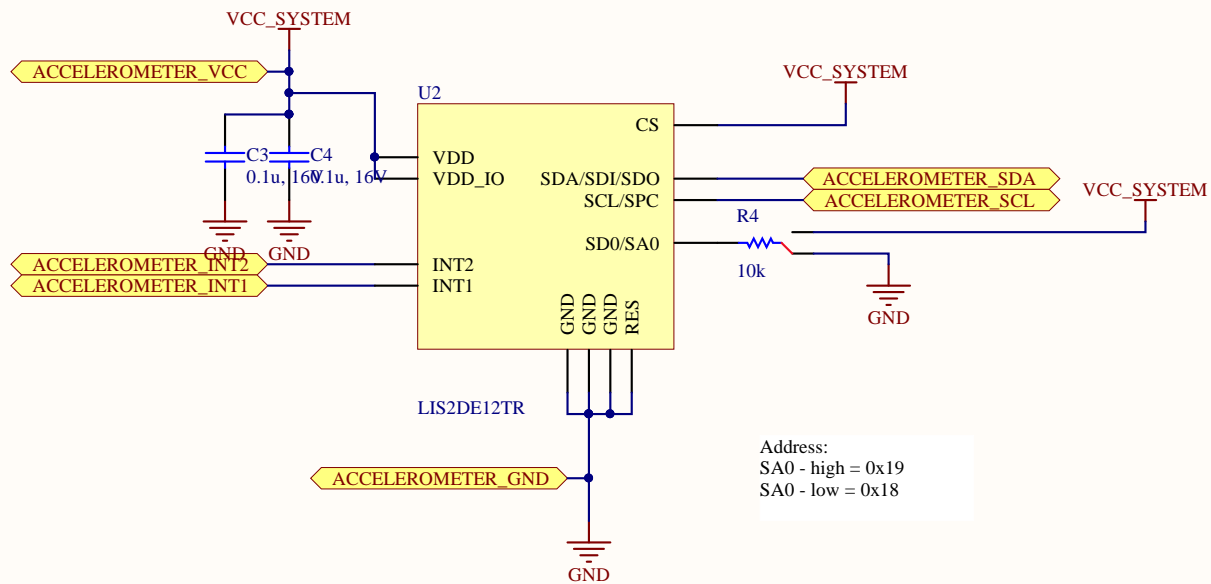 VCC_SYSTEM
ACCELEROMETER_VCC
VCC_SYSTEM
U2
CS
C3
C4
0.1u, 16V
0.1u, 16V
VDD
VDD_IO
SDA/SDI/SDO
SCL/SPC
ACCELEROMETER_SDA
ACCELEROMETER_SCL
VCC_SYSTEM
R4
SD0/SA0
10k
GND
GND
ACCELEROMETER_INT2
ACCELEROMETER_INT1
INT2
INT1
GND
GND
GND
RES
GND
LIS2DE12TR
Address:
SA0 - high = 0x19
SA0 - low = 0x18
ACCELEROMETER_GND
GND